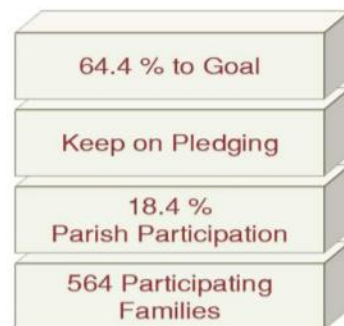 64.4 % to Goal
Keep on Pledging
18.4 %
Parish Participation
564 Participating
Families